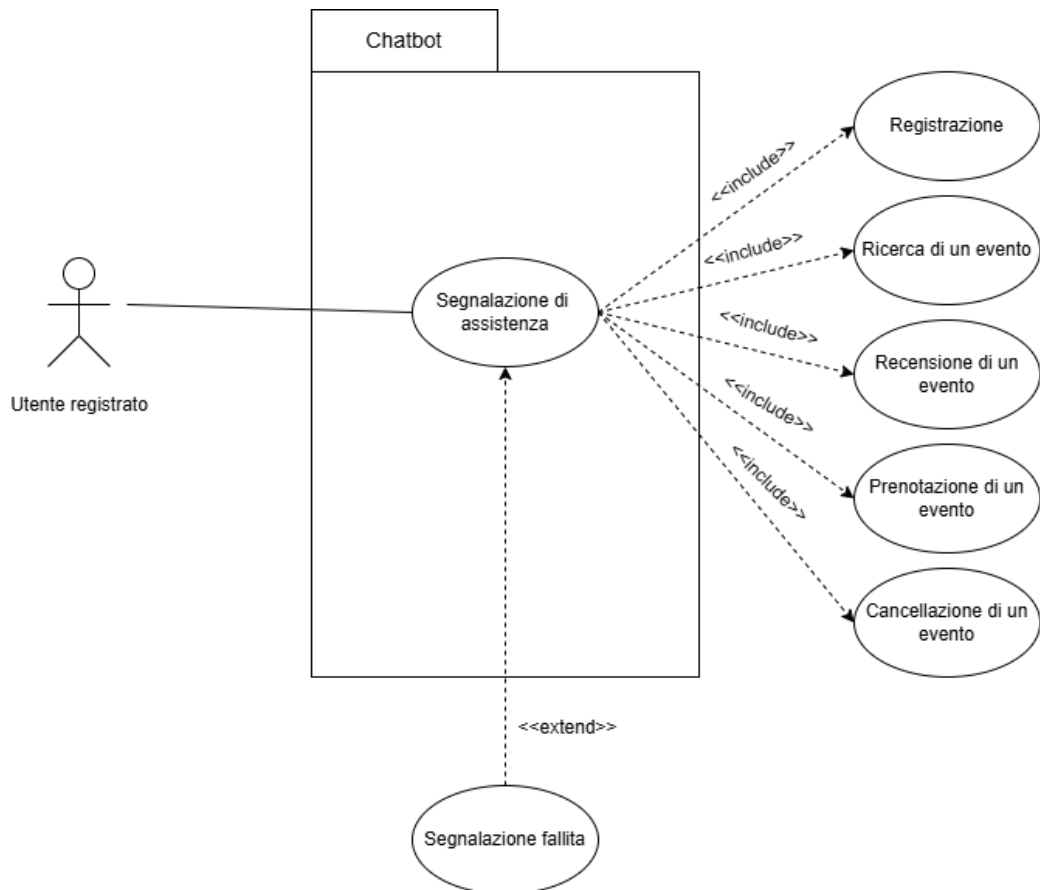 Chatbot
Registrazione
<<include>>
Ricerca di un evento
<<include>>
Segnalazione di
assistenza
<<include>>
Recensione di un
evento
Utente registrato
<<include>>
Prenotazione di un
evento
<<include>>
Cancellazione di un
evento
<<extend>>
Segnalazione fallita